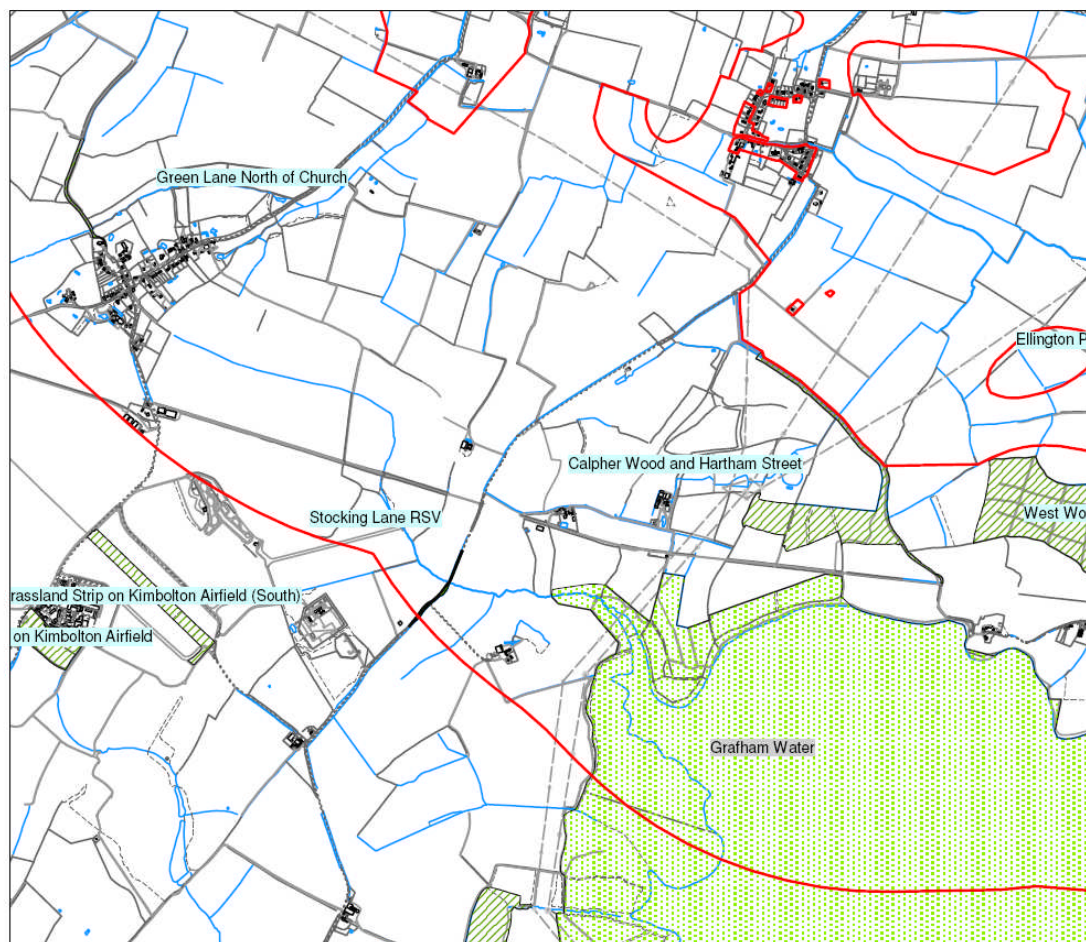 Green Lane North of Church
Ellington P
Calpher Wood and Hartham Street
Stocking Lane RSV
West Wo
rassland Strip on Kimbolton Airfield (South)
on Kimbolton Airfield
Grafham Water